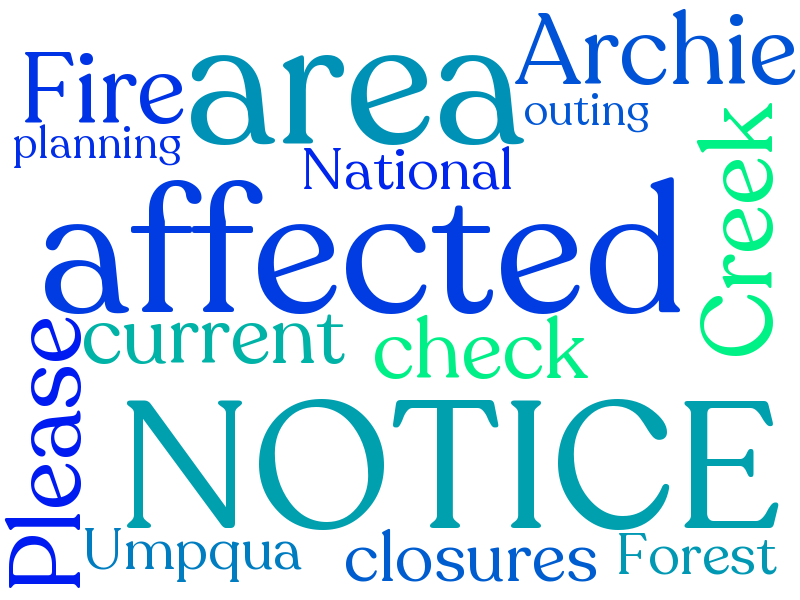 Fire
area
Archie
planning
outing
National
Creek
affected
Please
current
check
NOTICE
Umpqua
closures
Forest